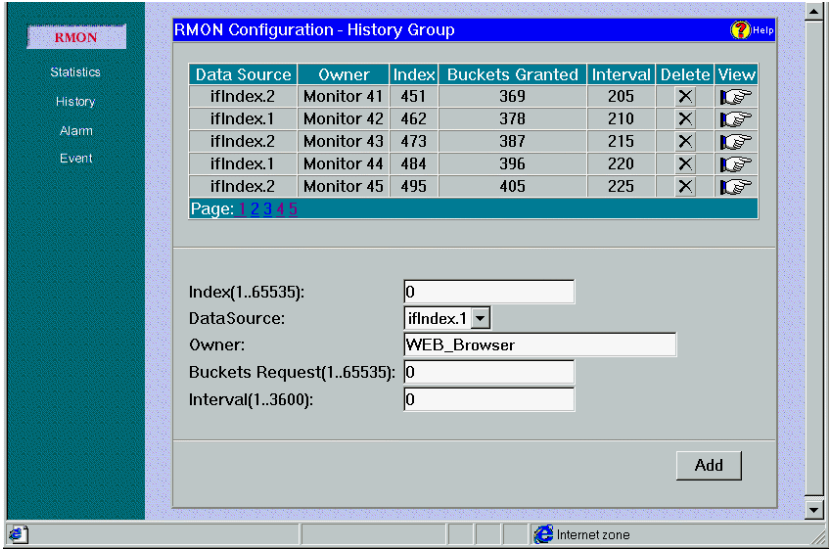 RMON
Statistics
History
Alarm
Event
RMON Configuration - History Group
Help
Data Source Owner Index Buckets Granted Interval Delete View
ifIndex.2 Monitor 41 451 369 205
ifIndex.1 Monitor 42 462 378 210
ifIndex.2 Monitor 43 473 387 215
ifIndex.1 Monitor 44 484 396 220
ifIndex.2 Monitor 45 495 405 225
Page: 1 2 3 4 5
Index(1..65535): 0
DataSource: ifIndex.1
Owner: WEB_Browser
Buckets Request(1..65535): 0
Interval(1..3600): 0
Add
Internet zone